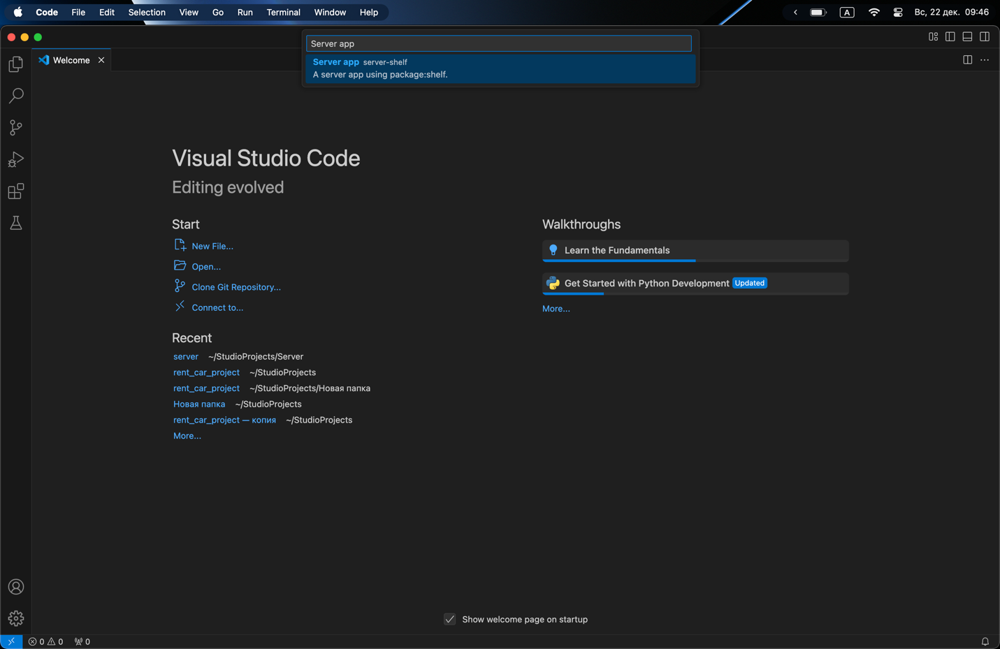 Code File Edit Selection View Go Run Terminal Window Help
A Вс, 22 дек. 09:46
Server app
Server app server-shelf
A server app using package:shelf.
Welcome
Visual Studio Code
Editing evolved
Start
New File...
Open...
Clone Git Repository...
Connect to...
Recent
server ~/StudioProjects/Server
rent_car_project ~/StudioProjects
rent_car_project ~/StudioProjects/Новая папка
Новая папка ~/StudioProjects
rent_car_project — копия ~/StudioProjects
More...
Walkthroughs
Learn the Fundamentals
Get Started with Python Development Updated
More...
Show welcome page on startup
0 0 0